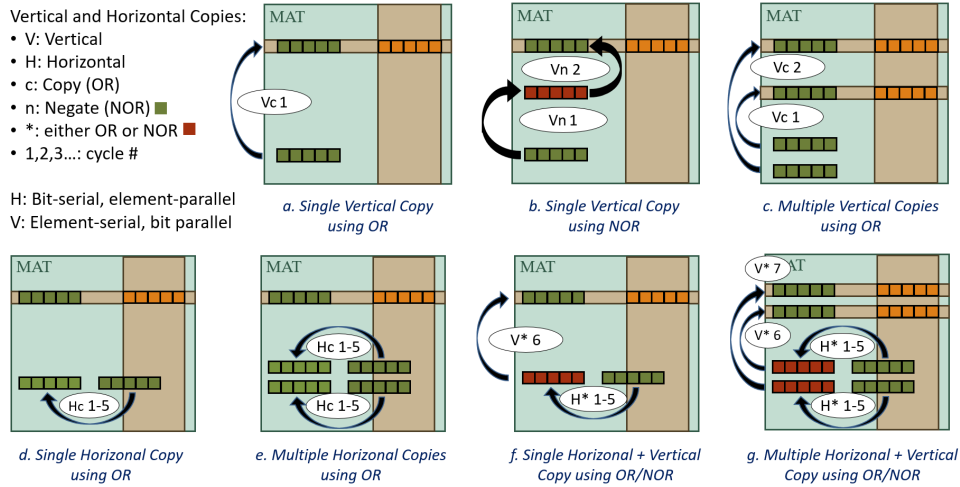 Vertical and Horizontal Copies:
• V: Vertical
• H: Horizontal
• c: Copy (OR)
• n: Negate (NOR)
• *: either OR or NOR
• 1,2,3...: cycle #
H: Bit-serial, element-parallel
V: Element-serial, bit parallel
MAT
Vc 1
a. Single Vertical Copy
using OR
MAT
Vn 2
Vn 1
b. Single Vertical Copy
using NOR
MAT
Vc 2
Vc 1
c. Multiple Vertical Copies
using OR
MAT
Hc 1-5
d. Single Horizonal Copy
using OR
MAT
Hc 1-5
Hc 1-5
e. Multiple Horizonal Copies
using OR
MAT
V* 6
H* 1-5
f. Single Horizonal + Vertical
Copy using OR/NOR
V* 7
AT
V* 6
H* 1-5
H* 1-5
g. Multiple Horizonal + Vertical
Copy using OR/NOR